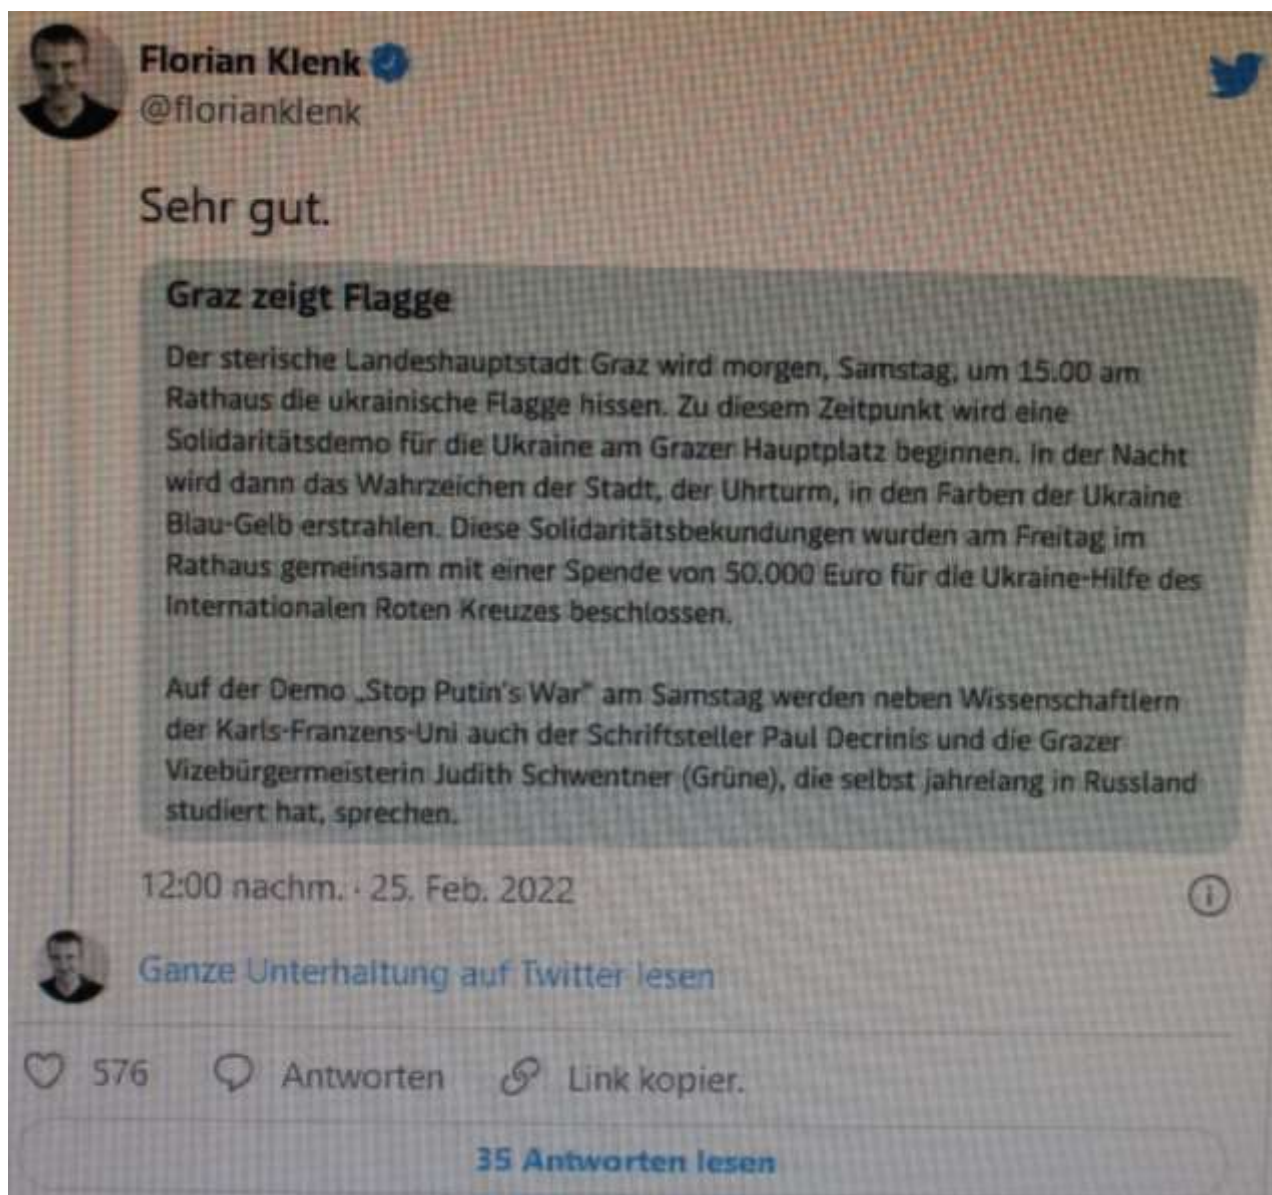 Florian Klenk
@florianklenk
Sehr gut.
Graz zeigt Flagge
Der sterische Landeshauptstadt Graz wird morgen, Samstag, um 15.00 am
Rathaus die ukrainische Flagge hissen. Zu diesem Zeitpunkt wird eine
Solidaritätsdemo für die Ukraine am Grazer Hauptplatz beginnen. In der Nacht
wird dann das Wahrzeichen der Stadt, der Uhrturm, in den Farben der Ukraine
Blau-Gelb erstrahlen. Diese Solidaritätsbekundungen wurden am Freitag im
Rathaus gemeinsam mit einer Spende von 50.000 Euro für die Ukraine-Hilfe des
Internationalen Roten Kreuzes beschlossen.
Auf der Demo „Stop Putin's War" am Samstag werden neben Wissenschaftlern
der Karls-Franzens-Uni auch der Schriftsteller Paul Decrinis und die Grazer
Vizebürgermeisterin Judith Schwentner (Grüne), die selbst jahrelang in Russland
studiert hat, sprechen.
12:00 nachm. · 25. Feb. 2022
Ganze Unterhaltung auf Twitter lesen
576 Antworten Link kopier.
35 Antworten lesen